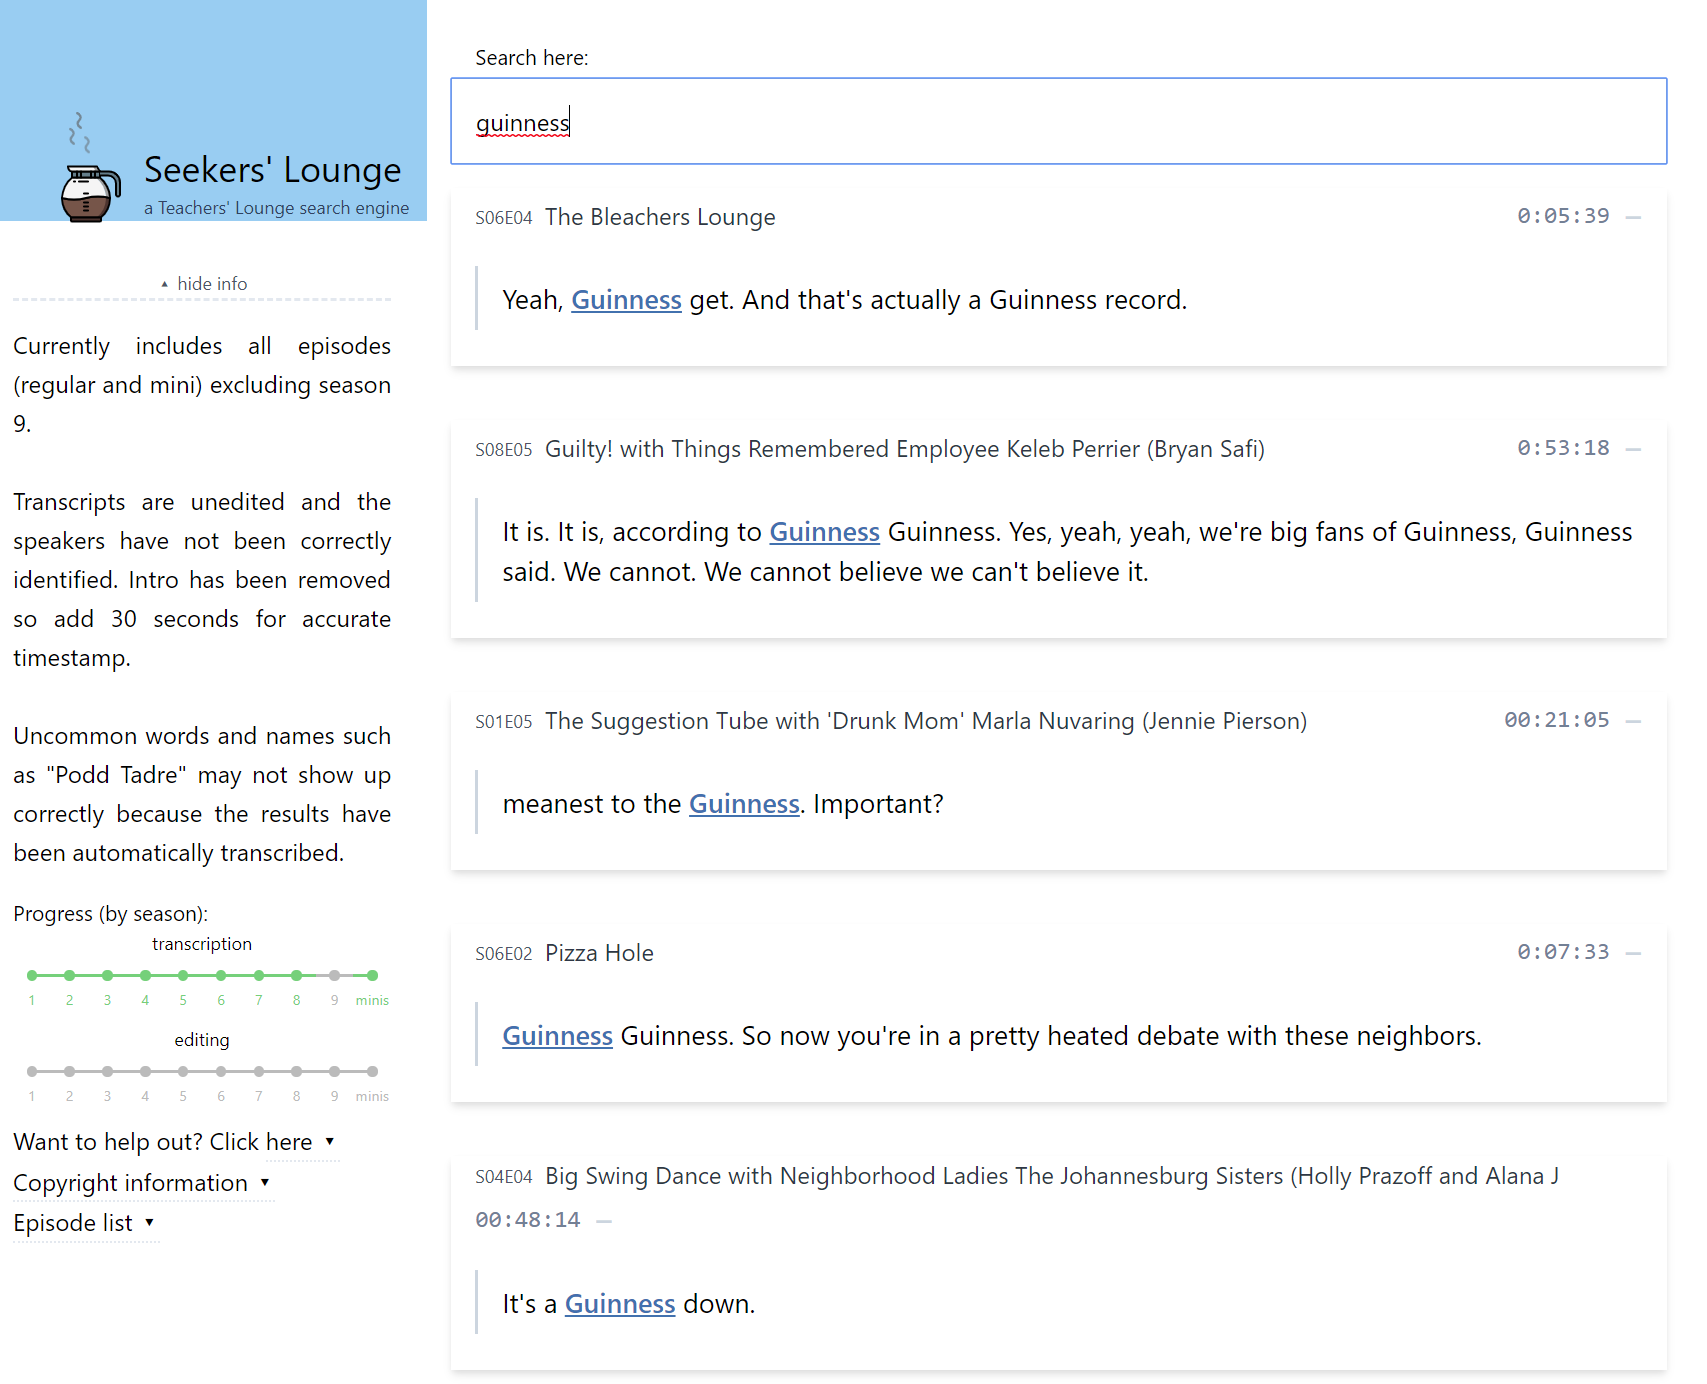 Seekers' Lounge
a Teachers' Lounge search engine
▲ hide info
Currently includes all episodes
(regular and mini) excluding season
9.
Transcripts are unedited and the
speakers have not been correctly
identified. Intro has been removed
so add 30 seconds for accurate
timestamp.
Uncommon words and names such
as "Podd Tadre" may not show up
correctly because the results have
been automatically transcribed.
Progress (by season):
transcription
1 2 3 4 5 6 7 8 9 minis
editing
1 2 3 4 5 6 7 8 9 minis
Want to help out? Click here ▼
Copyright information ▼
Episode list ▼
Search here:
guinness
S06E04 The Bleachers Lounge 0:05:39 —
Yeah, Guinness get. And that's actually a Guinness record.
S08E05 Guilty! with Things Remembered Employee Keleb Perrier (Bryan Safi) 0:53:18 —
It is. It is, according to Guinness Guinness. Yes, yeah, yeah, we're big fans of Guinness, Guinness
said. We cannot. We cannot believe we can't believe it.
S01E05 The Suggestion Tube with 'Drunk Mom' Marla Nuvaring (Jennie Pierson) 00:21:05 —
meanest to the Guinness. Important?
S06E02 Pizza Hole 0:07:33 —
Guinness Guinness. So now you're in a pretty heated debate with these neighbors.
S04E04 Big Swing Dance with Neighborhood Ladies The Johannesburg Sisters (Holly Prazoff and Alana J
00:48:14 —
It's a Guinness down.